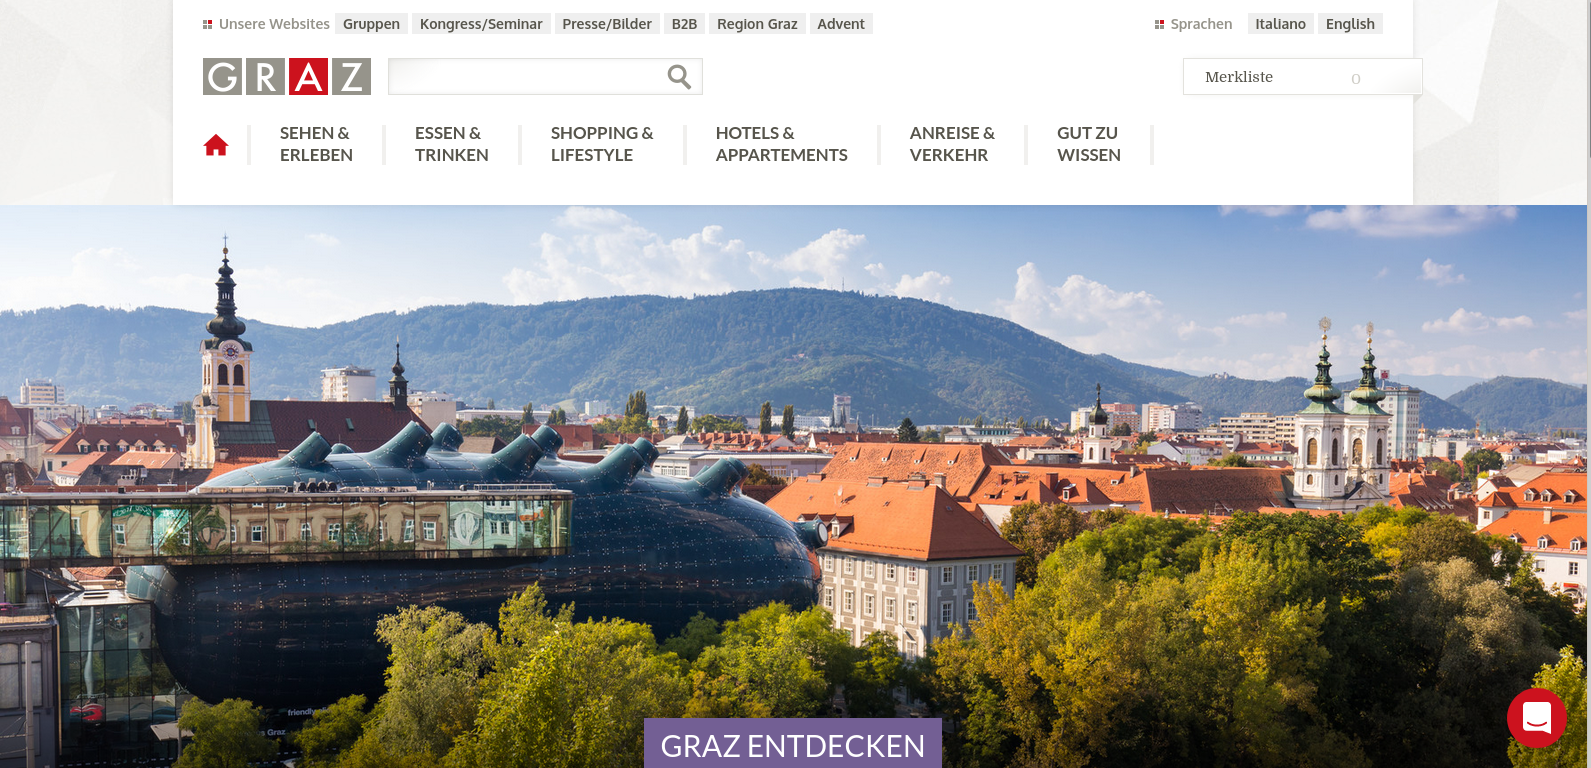 Unsere Websites Gruppen Kongress/Seminar Presse/Bilder B2B Region Graz Advent Sprachen Italiano English
GRAZ Merkliste 0
SEHEN & ESSEN & SHOPPING & HOTELS & ANREISE & GUT ZU
ERLEBEN TRINKEN LIFESTYLE APPARTEMENTS VERKEHR WISSEN
GRAZ ENTDECKEN